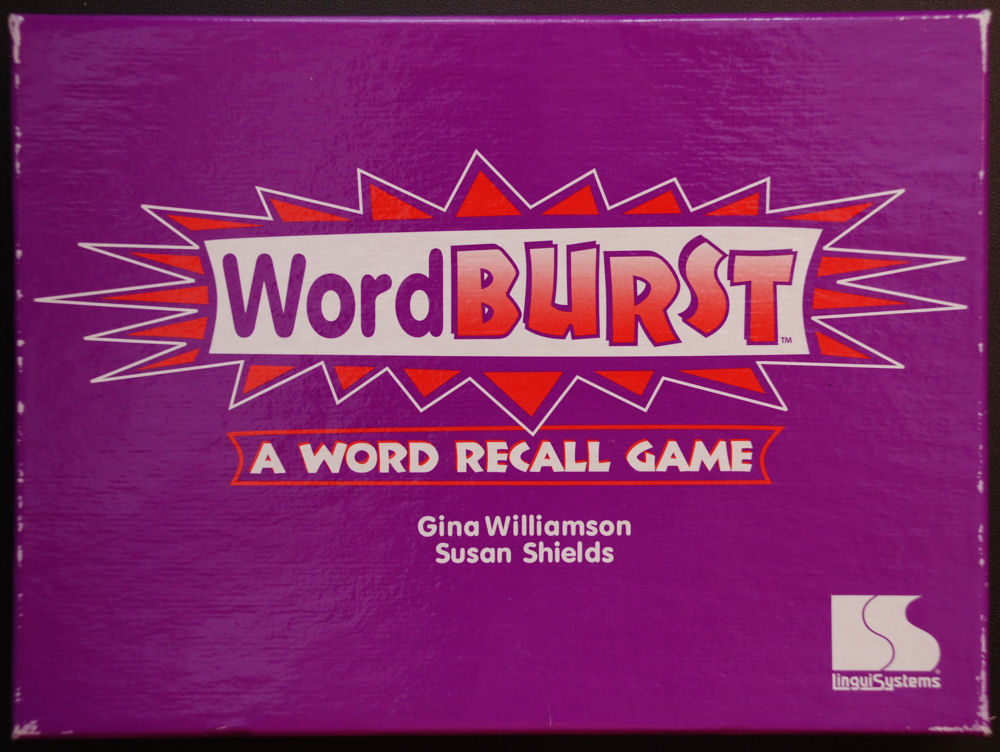 WordBURST™
A WORD RECALL GAME
Gina Williamson
Susan Shields
LinguiSystems®